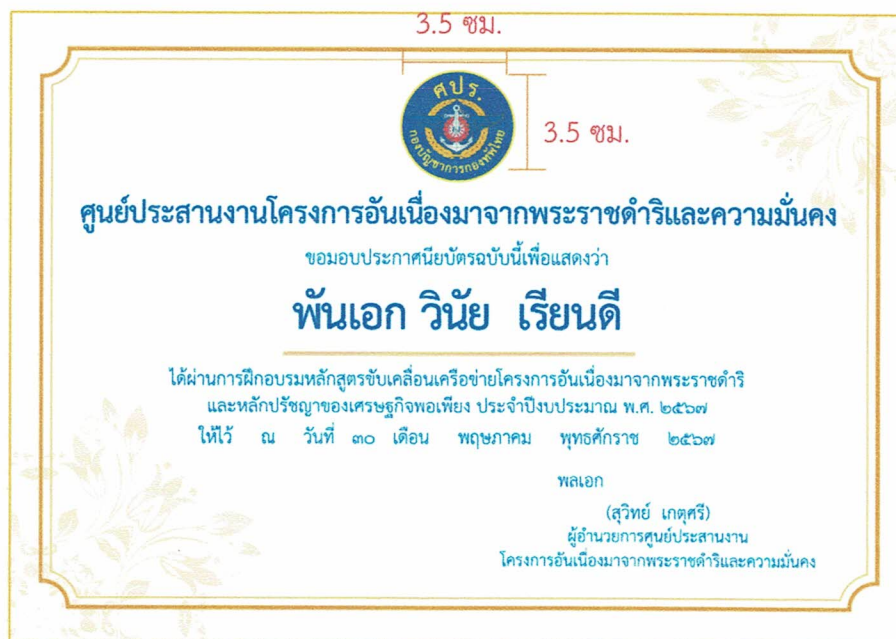 3.5 ซม.
ศปร.
กองบัญชาการกองทัพไทย
3.5 ซม.
ศูนย์ประสานงานโครงการอันเนื่องมาจากพระราชดำริและความมั่นคง
ขอมอบประกาศนียบัตรฉบับนี้เพื่อแสดงว่า
พันเอก วินัย เรียนดี
ได้ผ่านการฝึกอบรมหลักสูตรขับเคลื่อนเครือข่ายโครงการอันเนื่องมาจากพระราชดำริ
และหลักปรัชญาของเศรษฐกิจพอเพียง ประจำปีงบประมาณ พ.ศ. ๒๕๖๗
ให้ไว้ ณ วันที่ ๓๐ เดือน พฤษภาคม พุทธศักราช ๒๕๖๗
พลเอก
(สุวิทย์ เกตุศรี)
ผู้อำนวยการศูนย์ประสานงาน
โครงการอันเนื่องมาจากพระราชดำริและความมั่นคง